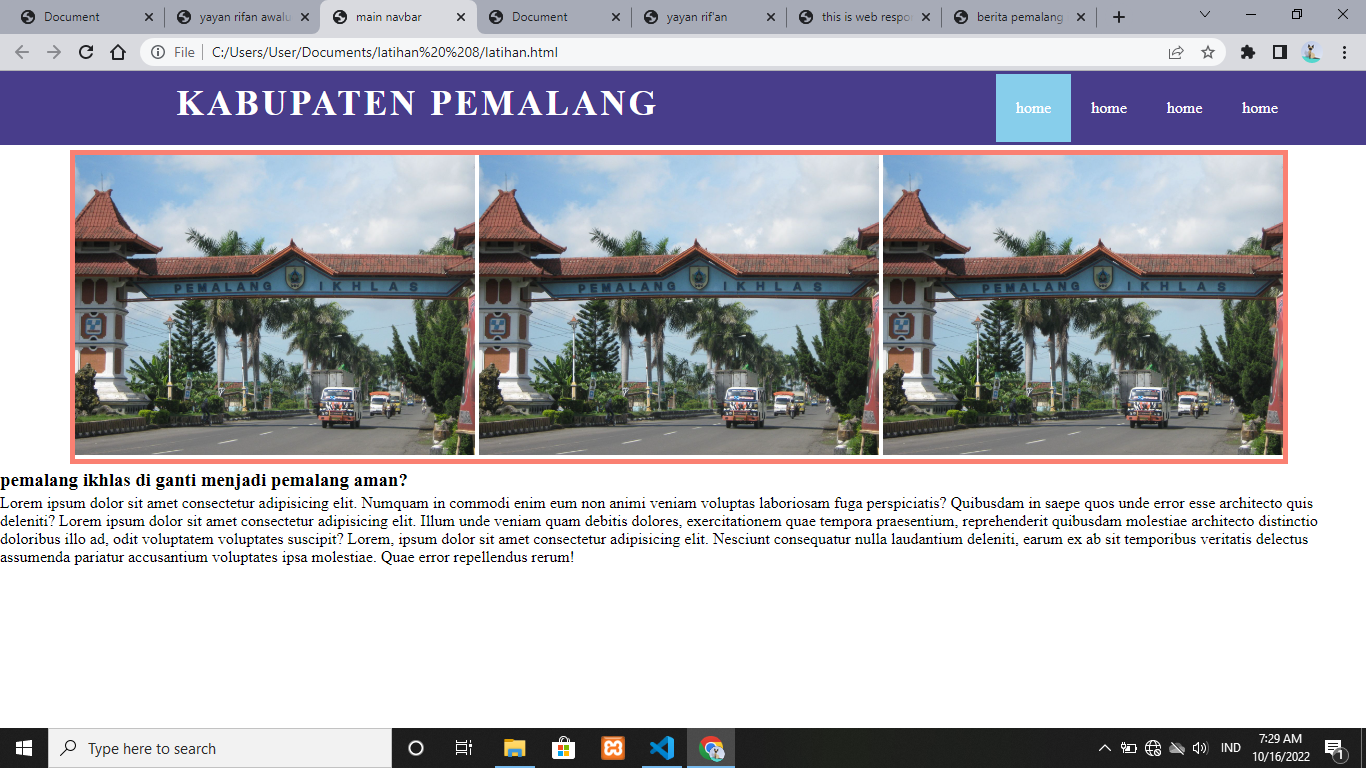 Document
yayan rifan awalu
main navbar
Document
yayan rif'an
this is web respo
berita pemalang
File
C:/Users/User/Documents/latihan%20%208/latihan.html
KABUPATEN PEMALANG
home
home
home
home
PEMALANG IKHLAS
PEMALANG IKHLAS
PEMALANG IKHLAS
pemalang ikhlas di ganti menjadi pemalang aman?
Lorem ipsum dolor sit amet consectetur adipisicing elit. Numquam in commodi enim eum non animi veniam voluptas laboriosam fuga perspiciatis? Quibusdam in saepe quos unde error esse architecto quis
deleniti? Lorem ipsum dolor sit amet consectetur adipisicing elit. Illum unde veniam quam debitis dolores, exercitationem quae tempora praesentium, reprehenderit quibusdam molestiae architecto distinctio
doloribus illo ad, odit voluptatem voluptates suscipit? Lorem, ipsum dolor sit amet consectetur adipisicing elit. Nesciunt consequatur nulla laudantium deleniti, earum ex ab sit temporibus veritatis delectus
assumenda pariatur accusantium voluptates ipsa molestiae. Quae error repellendus rerum!
Type here to search
IND
7:29 AM
10/16/2022
1